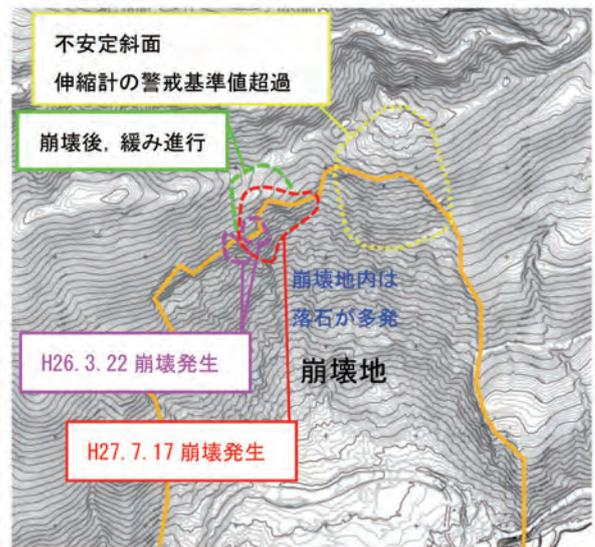 不安定斜面
伸縮計の警戒基準値超過
崩壊後，緩み進行
崩壊地内は
落石が多発
H26.3.22 崩壊発生
崩壊地
H27.7.17 崩壊発生